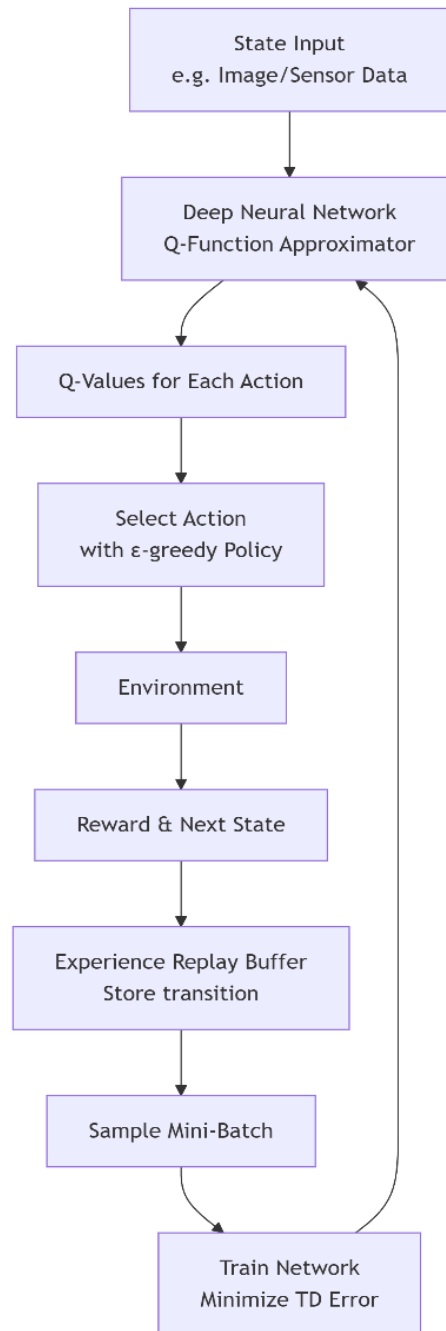 State Input
e.g. Image/Sensor Data
Deep Neural Network
Q-Function Approximator
Q-Values for Each Action
Select Action
with ε-greedy Policy
Environment
Reward & Next State
Experience Replay Buffer
Store transition
Sample Mini-Batch
Train Network
Minimize TD Error